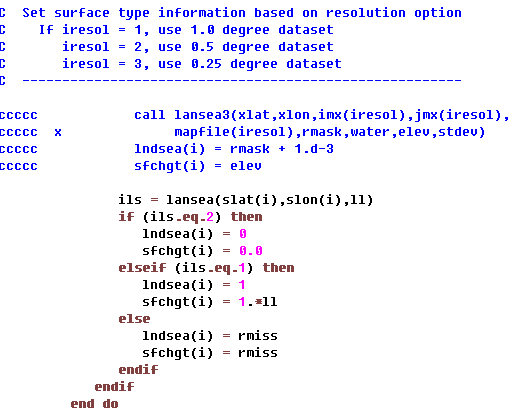 C  Set surface type information based on resolution option
C    If iresol = 1, use 1.0 degree dataset
C       iresol = 2, use 0.5 degree dataset
C       iresol = 3, use 0.25 degree dataset
C  -------------------------------------------------------
ccccc            call lansea3(xlat,xlon,imx(iresol),jmx(iresol),
ccccc  x              mapfile(iresol),rmask,water,elev,stdev)
ccccc            lndsea(i) = rmask + 1.d-3
ccccc            sfchgt(i) = elev
               ils = lansea(slat(i),slon(i),ll)
               if (ils.eq.2) then
                  lndsea(i) = 0
                  sfchgt(i) = 0.0
               elseif (ils.eq.1) then
                  lndsea(i) = 1
                  sfchgt(i) = 1.*ll
               else
                  lndsea(i) = rmiss
                  sfchgt(i) = rmiss
               endif
            endif
         end do